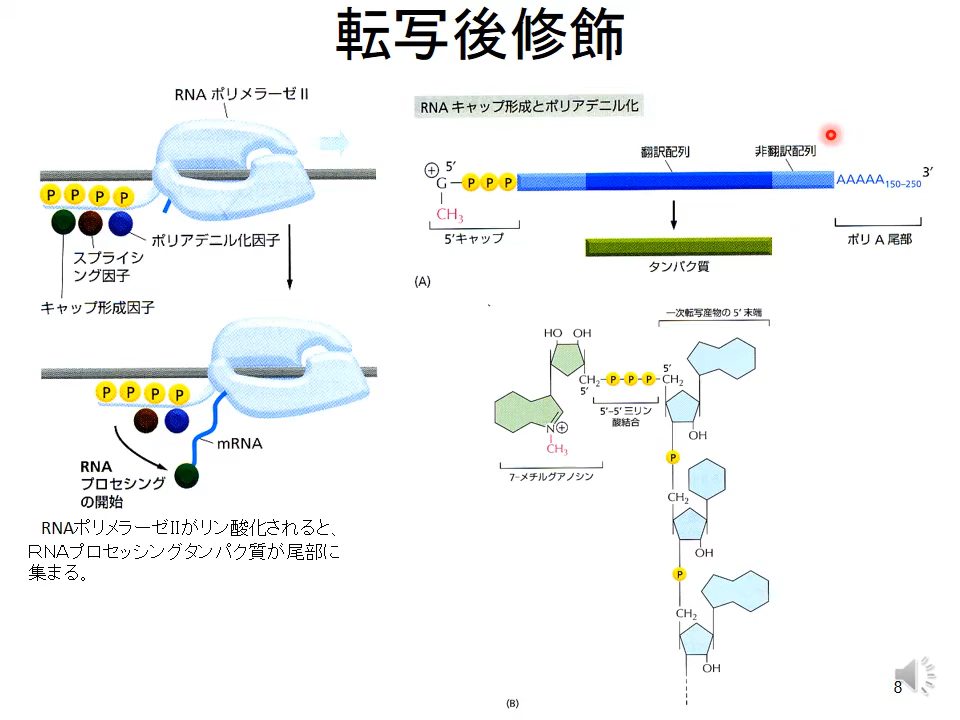 転写後修飾
RNA ポリメラーゼⅡ
P P P P
ポリアデニル化因子
スプライシ
ング因子
キャップ形成因子
P P P P
mRNA
RNA
プロセシング
の開始
RNAポリメラーゼⅡがリン酸化されると、
RNAプロセッシングタンパク質が尾部に
集まる。
RNA キャップ形成とポリアデニル化
翻訳配列
非翻訳配列
⊕ 5′
G P P P
AAAAA150–250 3′
CH3
5′キャップ
ポリ A 尾部
タンパク質
(A)
一次転写産物の 5′ 末端
HO OH
5′
CH2 P P P CH2
5′
5′–5′ 三リン
酸結合
N⊕
CH3
OH
7–メチルグアノシン
P
CH2
OH
P
CH2
OH
(B)
8